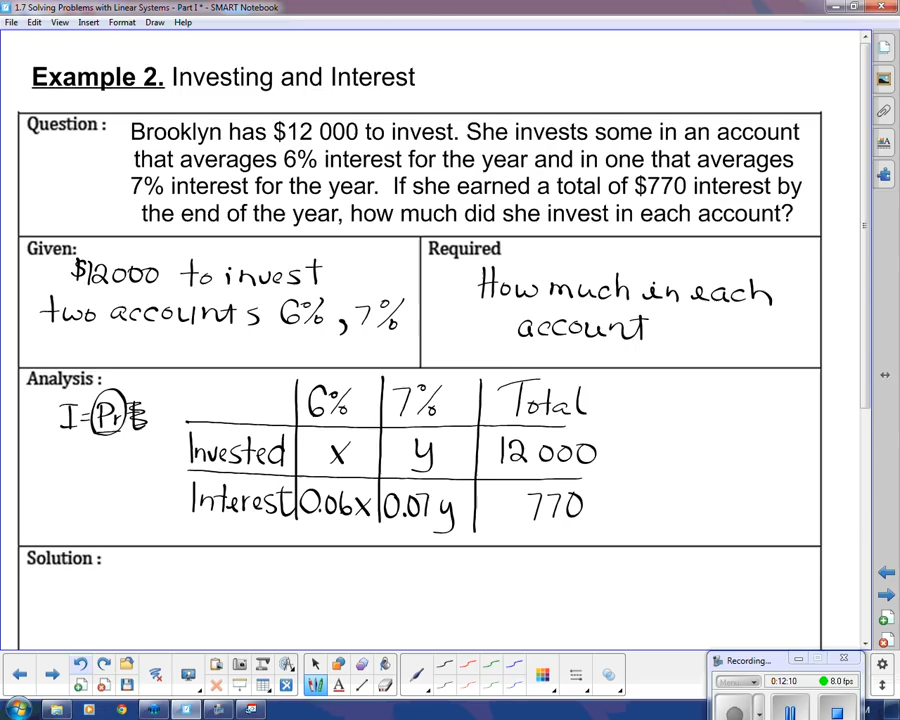 1.7 Solving Problems with Linear Systems - Part I * - SMART Notebook
File Edit View Insert Format Draw Help
Example 2. Investing and Interest
Question :
Brooklyn has $12 000 to invest. She invests some in an account
that averages 6% interest for the year and in one that averages
7% interest for the year. If she earned a total of $770 interest by
the end of the year, how much did she invest in each account?
Given:
$12000 to invest
two accounts 6%, 7%
Required
How much in each
account
Analysis :
I=Pr
6% 7% Total
Invested x y 12 000
Interest 0.06x 0.07y 770
Solution :
Recording...
Menu
0:12:10 8.0 fps